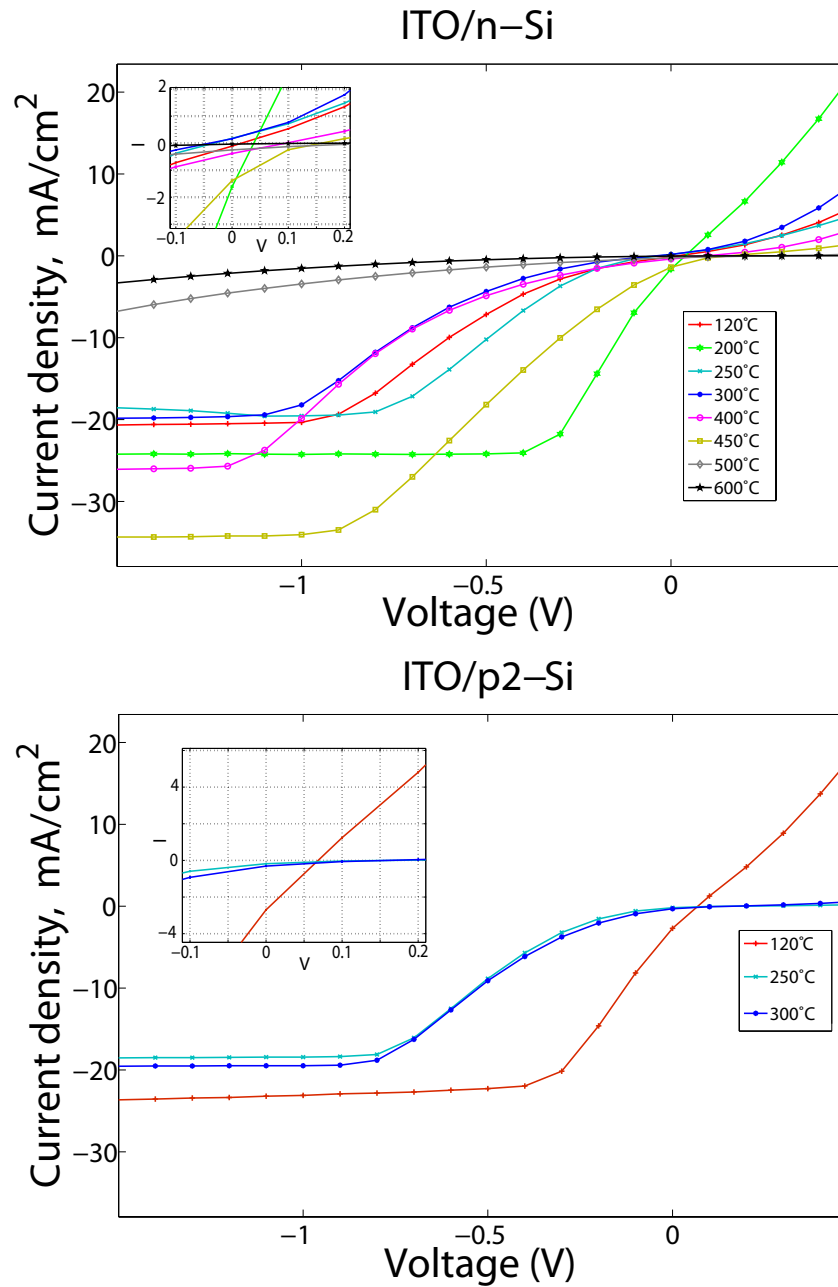 ITO/n−Si
Current density, mA/cm²
20
10
0
−10
−20
−30
−1
−0.5
0
Voltage (V)
2
0
−2
I
−0.1
0
0.1
0.2
V
120°C
200°C
250°C
300°C
400°C
450°C
500°C
600°C
ITO/p2−Si
Current density, mA/cm²
20
10
0
−10
−20
−30
−1
−0.5
0
Voltage (V)
4
0
−4
I
−0.1
0
0.1
0.2
V
120°C
250°C
300°C